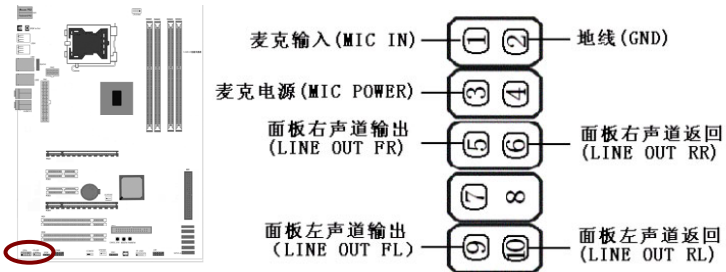 麦克输入(MIC IN)
① ②
地线(GND)
麦克电源(MIC POWER)
③ ④
面板右声道输出
(LINE OUT FR)
⑤ ⑥
面板右声道返回
(LINE OUT RR)
⑦ 8
面板左声道输出
(LINE OUT FL)
⑨ ⑩
面板左声道返回
(LINE OUT RL)